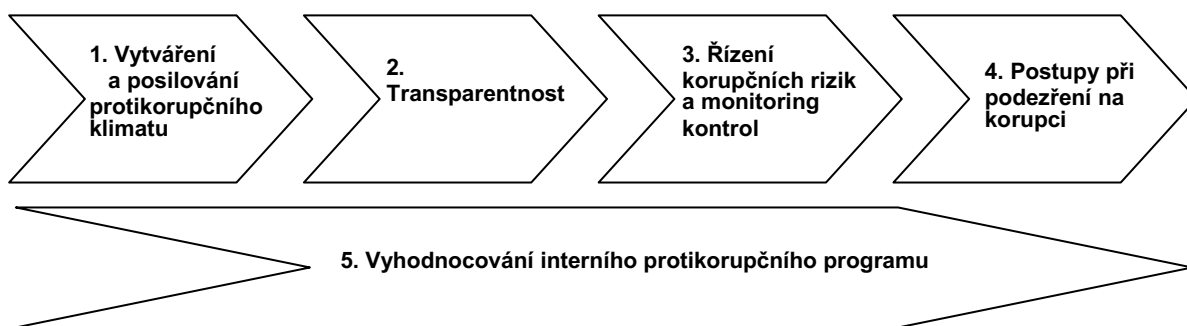 1. Vytváření
a posilování
protikorupčního
klimatu
2.
Transparentnost
3. Řízení
korupčních rizik
a monitoring
kontrol
4. Postupy při
podezření na
korupci
5. Vyhodnocování interního protikorupčního programu